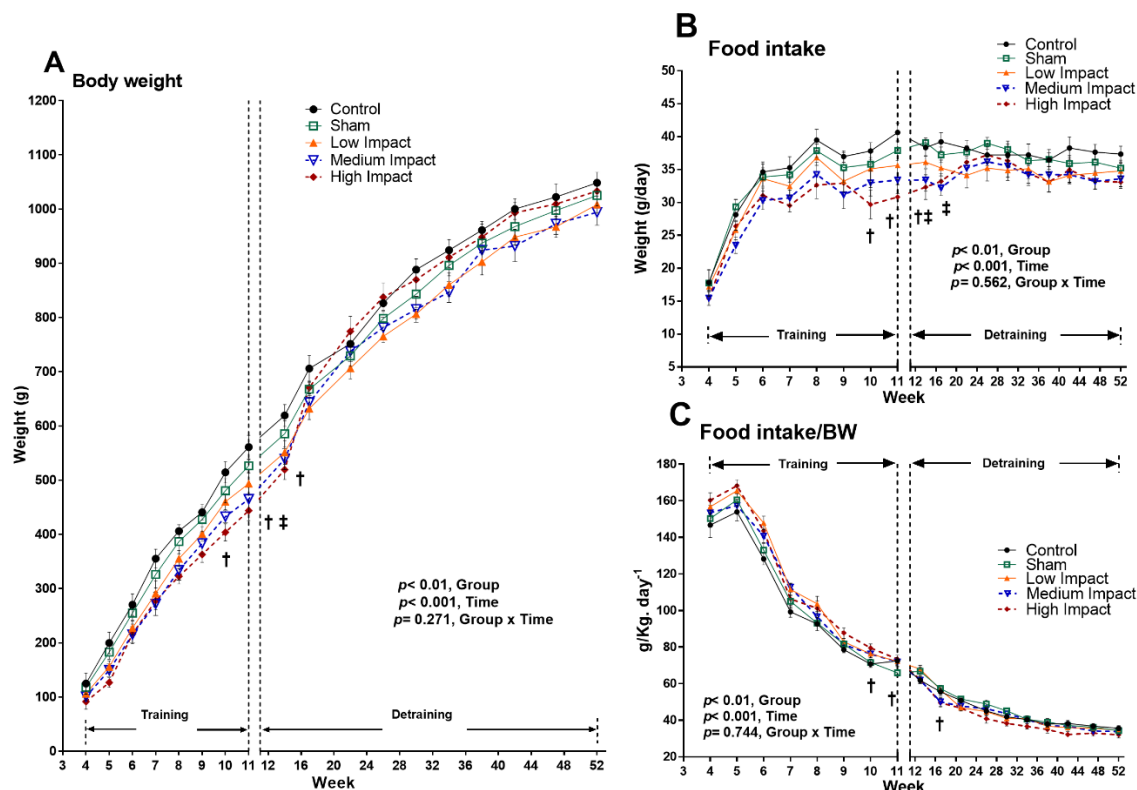 A
Body weight
1200
1100
1000
900
800
700
600
500
400
300
200
100
0
Weight (g)
Control
Sham
Low Impact
Medium Impact
High Impact
†
† ‡
†
p< 0.01, Group
p< 0.001, Time
p= 0.271, Group x Time
Training
Detraining
3 4 5 6 7 8 9 10 11 12 16 20 24 28 32 36 40 44 48 52
Week
B
Food intake
50
45
40
35
30
25
20
15
10
5
Weight (g/day)
Control
Sham
Low Impact
Medium Impact
High Impact
†
†
†‡
‡
p< 0.01, Group
p< 0.001, Time
p= 0.562, Group x Time
Training
Detraining
3 4 5 6 7 8 9 10 11 12 16 20 24 28 32 36 40 44 48 52
Week
C
Food intake/BW
Training
Detraining
180
160
140
120
100
80
60
40
20
g/Kg. day-1
Control
Sham
Low Impact
Medium Impact
High Impact
†
†
†
p< 0.01, Group
p< 0.001, Time
p= 0.744, Group x Time
3 4 5 6 7 8 9 10 11 12 16 20 24 28 32 36 40 44 48 52
Week